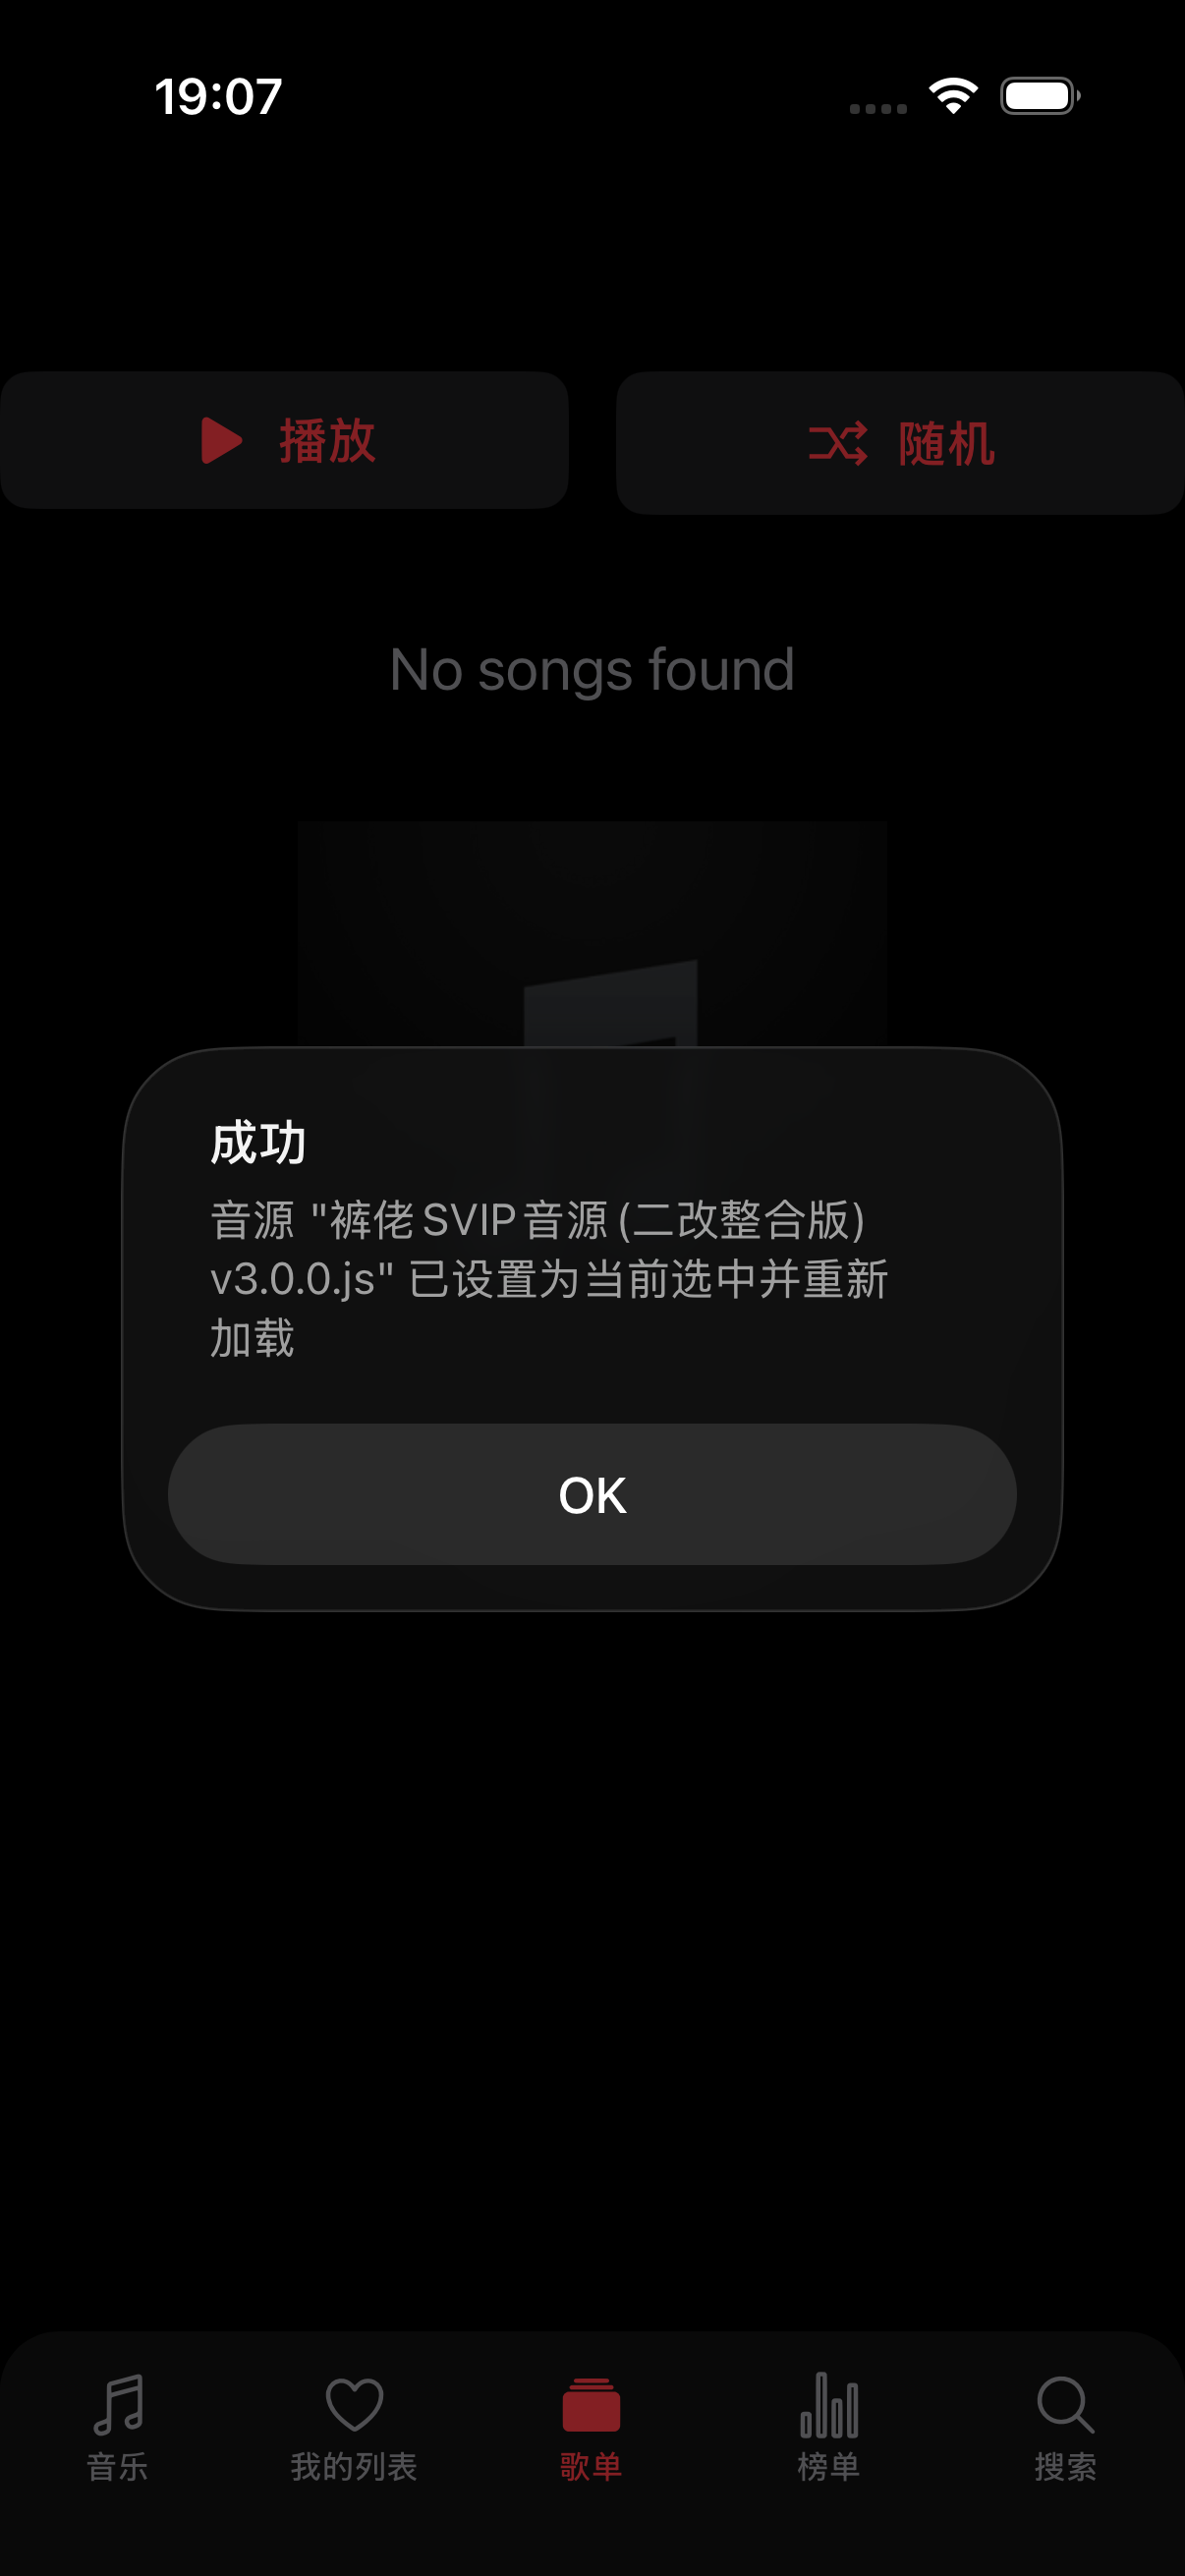 19:07
播放
随机
No songs found
成功
音源 "裤佬 SVIP 音源 (二改整合版)
v3.0.0.js" 已设置为当前选中并重新
加载
OK
音乐
我的列表
歌单
榜单
搜索